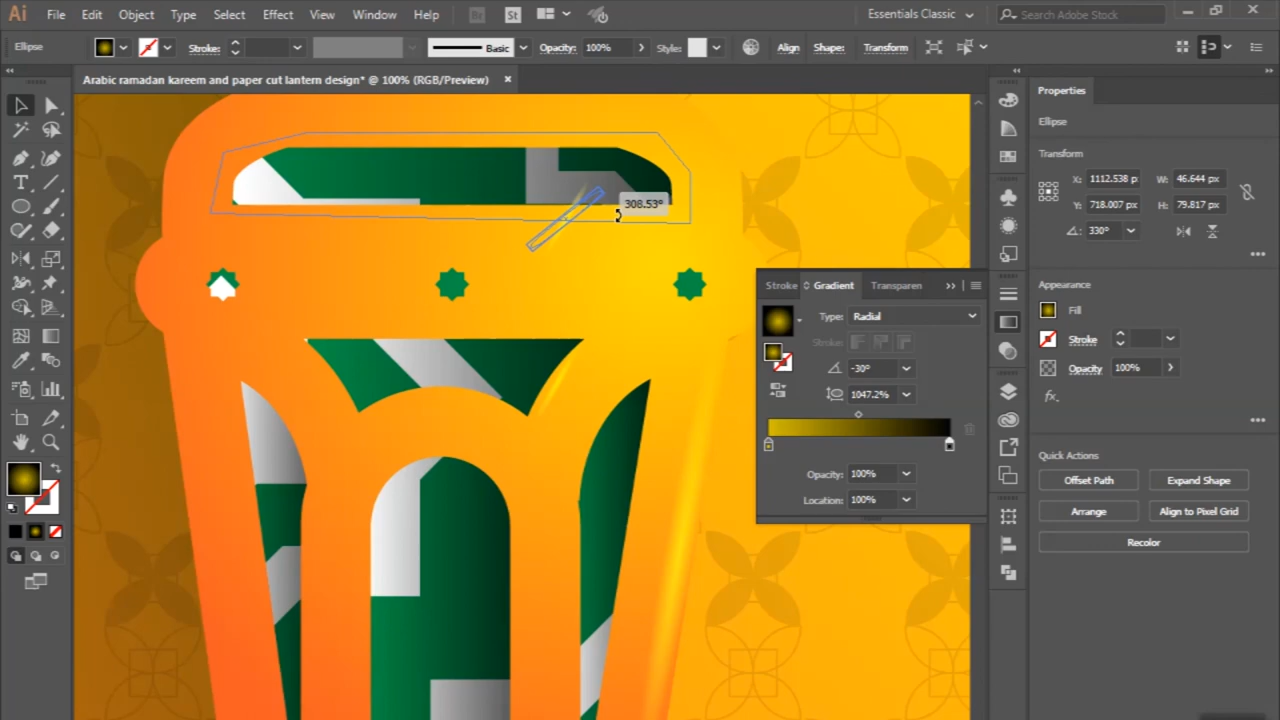 Ai File Edit Object Type Select Effect View Window Help Br St Essentials Classic Search Adobe Stock
Ellipse Stroke: Basic Opacity: 100% Style: Align Shape: Transform
Arabic ramadan kareem and paper cut lantern design* @ 100% (RGB/Preview) ×
Properties
Ellipse
Transform
X: 1112.538 p W: 46.644 px
Y: 718.007 px H: 79.817 px
330°
308.53°
Appearance
Fill
Stroke
Opacity 100%
fx.
Quick Actions
Offset Path Expand Shape
Arrange Align to Pixel Grid
Recolor
Stroke Gradient Transparen
Type: Radial
Stroke:
-30°
1047.2%
Opacity: 100%
Location: 100%
T